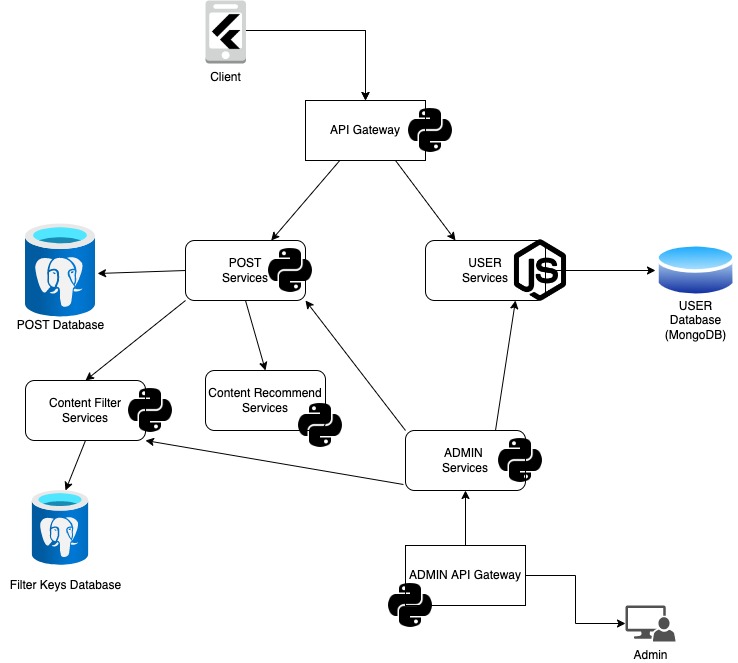 Client
API Gateway
POST
Services
USER
Services
JS
POST Database
USER
Database
(MongoDB)
Content Filter
Services
Content Recommend
Services
ADMIN
Services
Filter Keys Database
ADMIN API Gateway
Admin